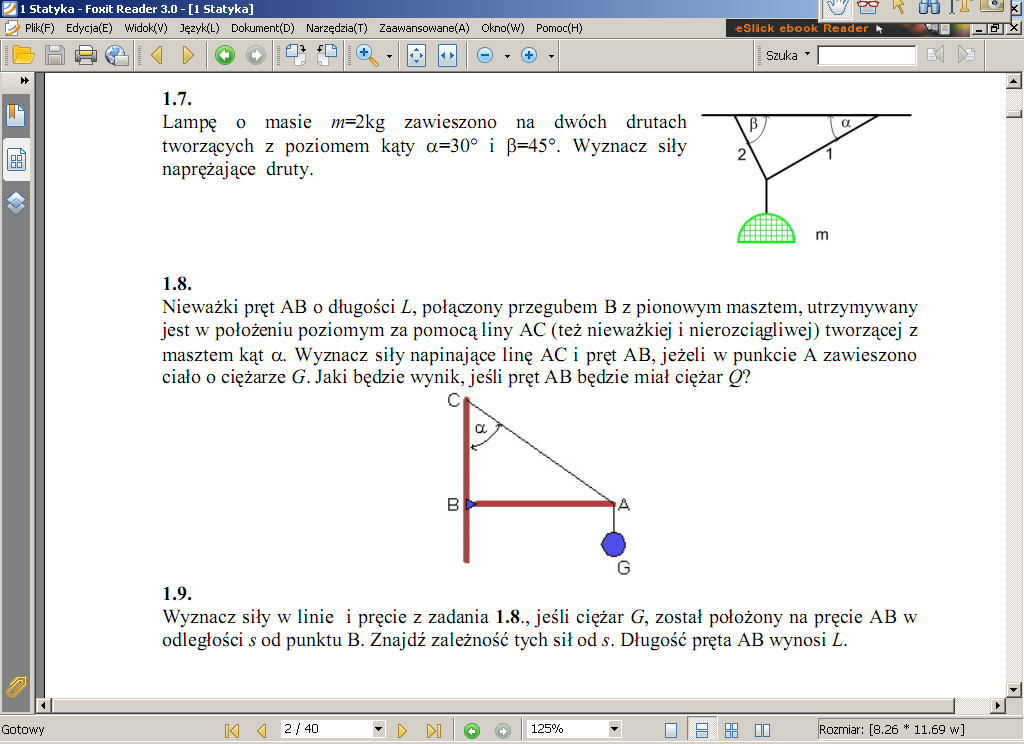 1 Statyka - Foxit Reader 3.0 - [1 Statyka]
Plik(F) Edycja(E) Widok(V) Język(L) Dokument(D) Narzędzia(T) Zaawansowane(A) Okno(W) Pomoc(H)
eSlick ebook Reader
Szuka
1.7.
Lampę o masie m=2kg zawieszono na dwóch drutach
tworzących z poziomem kąty α=30° i β=45°. Wyznacz siły
naprężające druty.
β α
2 1
m
1.8.
Nieważki pręt AB o długości L, połączony przegubem B z pionowym masztem, utrzymywany
jest w położeniu poziomym za pomocą liny AC (też nieważkiej i nierozciągliwej) tworzącej z
masztem kąt α. Wyznacz siły napinające linę AC i pręt AB, jeżeli w punkcie A zawieszono
ciało o ciężarze G. Jaki będzie wynik, jeśli pręt AB będzie miał ciężar Q?
C
α
B A
G
1.9.
Wyznacz siły w linie i pręcie z zadania 1.8., jeśli ciężar G, został położony na pręcie AB w
odległości s od punktu B. Znajdź zależność tych sił od s. Długość pręta AB wynosi L.
Gotowy 2 / 40 125% Rozmiar: [8.26 * 11.69 w]